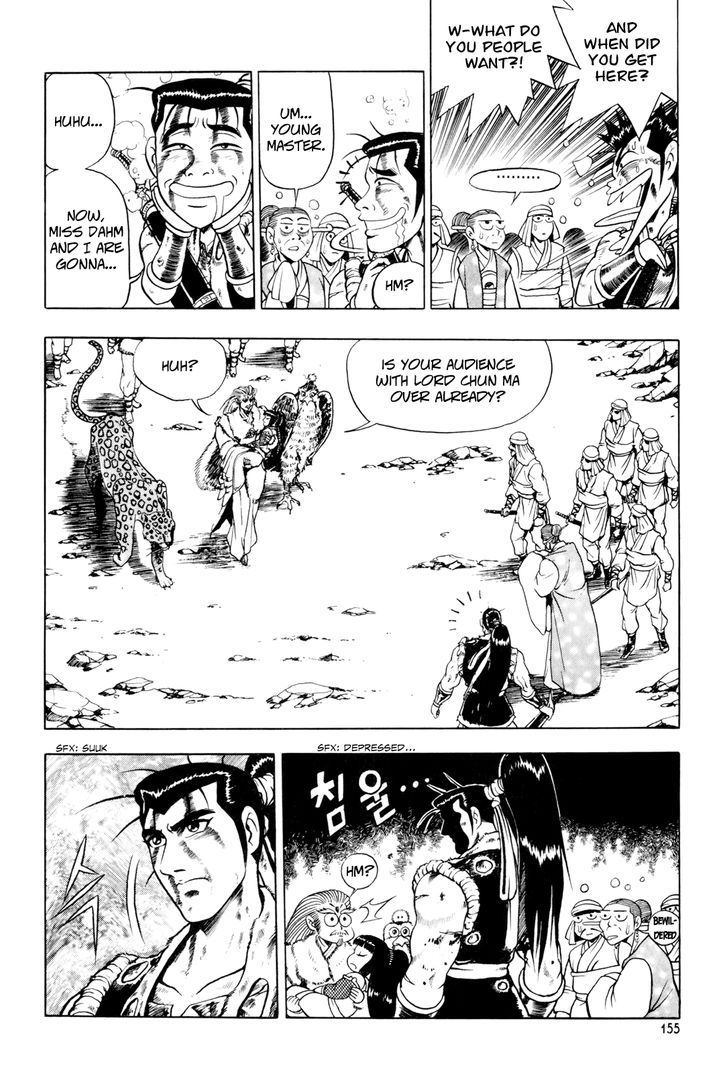 HUHU...
NOW,
MISS DAHM
AND I ARE
GONNA...
UM...
YOUNG
MASTER.
HM?
W-WHAT DO
YOU PEOPLE
WANT?!
AND
WHEN DID
YOU GET
HERE?
.........
HUH?
IS YOUR AUDIENCE
WITH LORD CHUN MA
OVER ALREADY?
SFX: SUUK
SFX: DEPRESSED...
침울...
HM?
BEWIL-
DERED
155